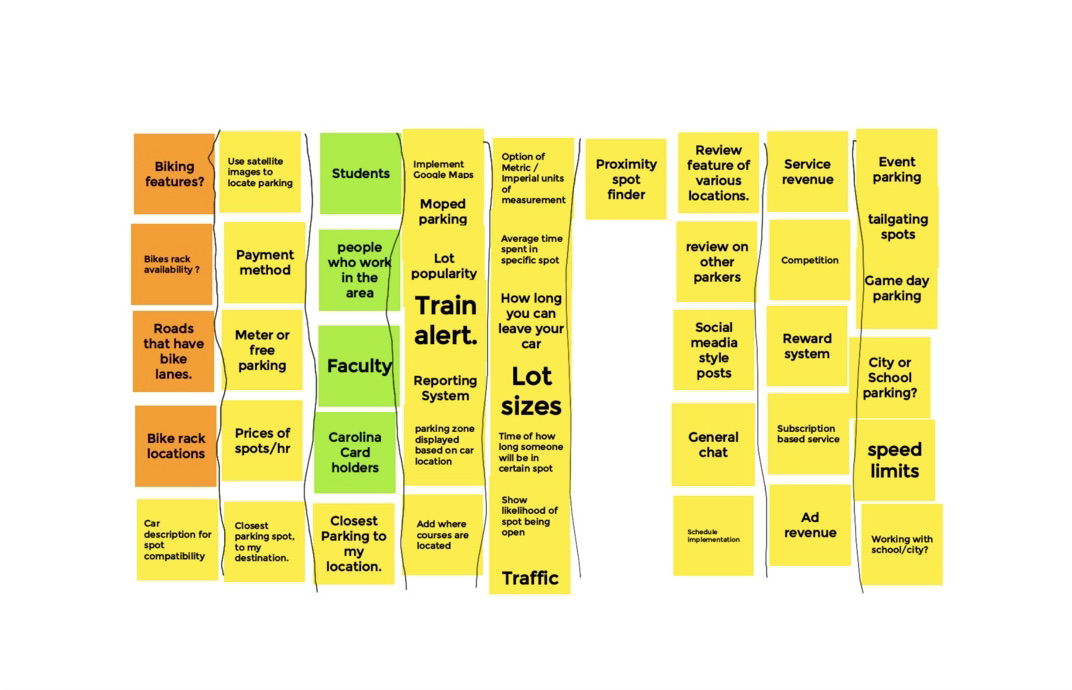 Biking
features?
Bikes rack
availability ?
Roads
that have
bike
lanes.
Bike rack
locations
Car
description for
spot
compatibility
Use satellite
images to
locate parking
Payment
method
Meter or
free
parking
Prices of
spots/hr
Closest
parking spot,
to my
destination.
Students
people
who work
in the
area
Faculty
Carolina
Card
holders
Closest
Parking to
my
location.
Implement
Google Maps
Moped
parking
Lot
popularity
Train
alert.
Reporting
System
parking zone
displayed
based on car
location
Add where
courses are
located
Option of
Metric /
Imperial units
of
measurement
Average time
spent in
specific spot
How long
you can
leave your
car
Lot
sizes
Time of how
long someone
will be in
certain spot
Show
likelihood of
spot being
open
Traffic
Proximity
spot
finder
Review
feature of
various
locations.
review on
other
parkers
Social
meadia
style
posts
General
chat
Schedule
implementation
Service
revenue
Competition
Reward
system
Subscription
based service
Ad
revenue
Event
parking
tailgating
spots
Game day
parking
City or
School
parking?
speed
limits
Working with
school/city?